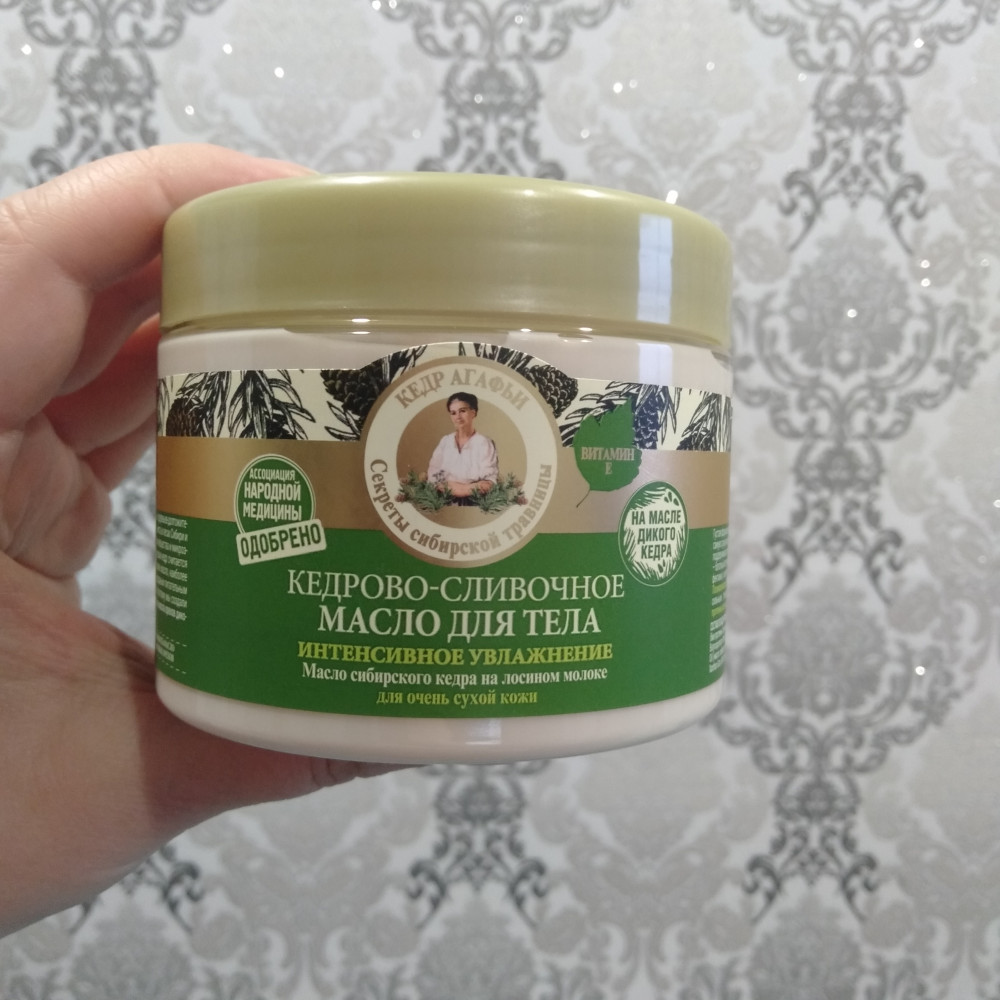 КЕДР АГАФЬИ
Секреты сибирской травницы
ВИТАМИН
Е
АССОЦИАЦИЯ
НАРОДНОЙ
МЕДИЦИНЫ
ОДОБРЕНО
НА МАСЛЕ
ДИКОГО
КЕДРА
КЕДРОВО-СЛИВОЧНОЕ
МАСЛО ДЛЯ ТЕЛА
ИНТЕНСИВНОЕ УВЛАЖНЕНИЕ
Масло сибирского кедра на лосином молоке
для очень сухой кожи